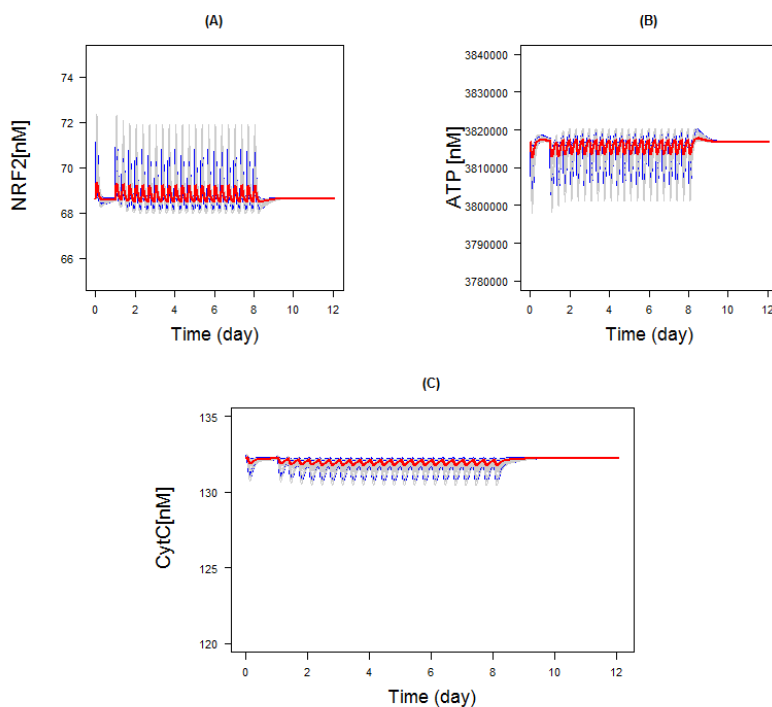 (A)
NRF2[nM]
74
72
70
68
66
0 2 4 6 8 10 12
Time (day)
(B)
ATP [nM]
3840000
3830000
3820000
3810000
3800000
3790000
3780000
0 2 4 6 8 10 12
Time (day)
(C)
CytC[nM]
135
130
125
120
0 2 4 6 8 10 12
Time (day)